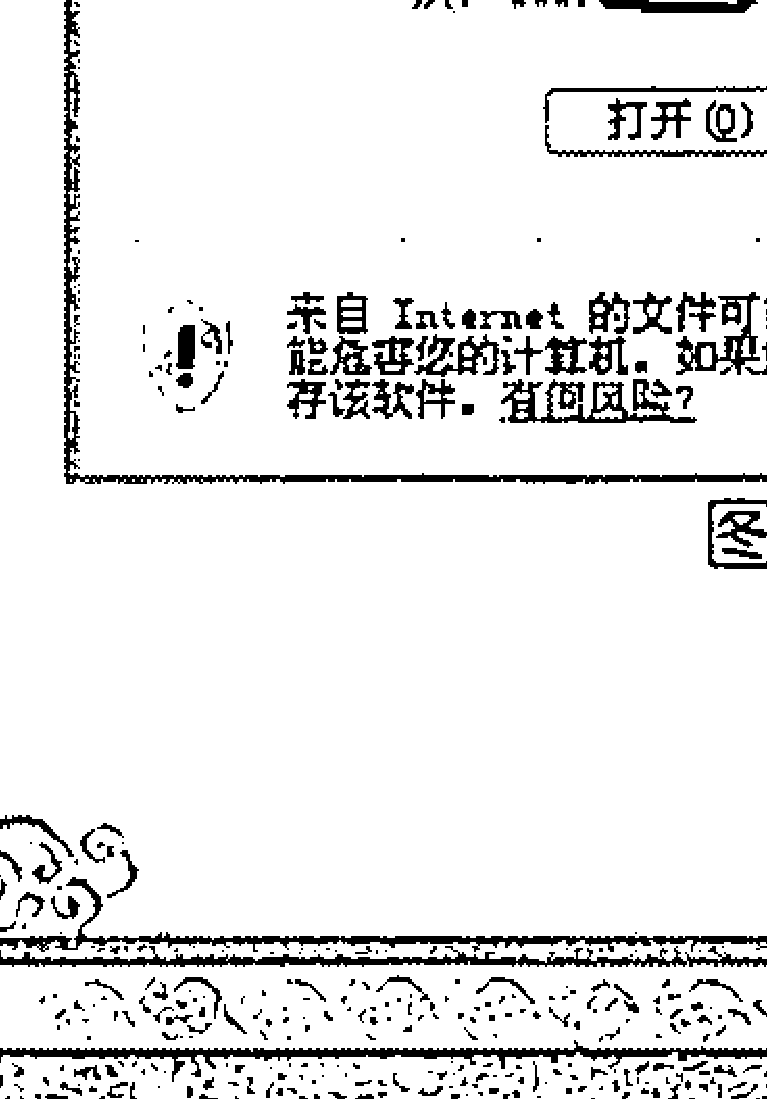 打开(O)
来自 Internet 的文件可
能危害您的计算机。如果
存该软件。有何风险?
图